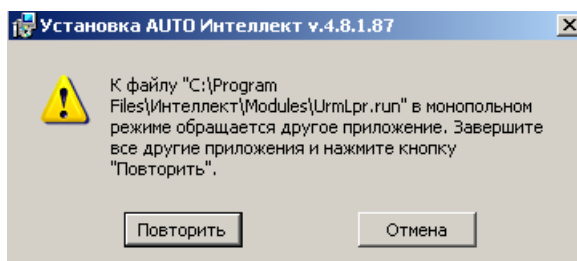 Установка AUTO Интеллект v.4.8.1.87
К файлу "C:\Program
Files\Интеллект\Modules\UrmLpr.run" в монопольном
режиме обращается другое приложение. Завершите
все другие приложения и нажмите кнопку
"Повторить".
Повторить
Отмена